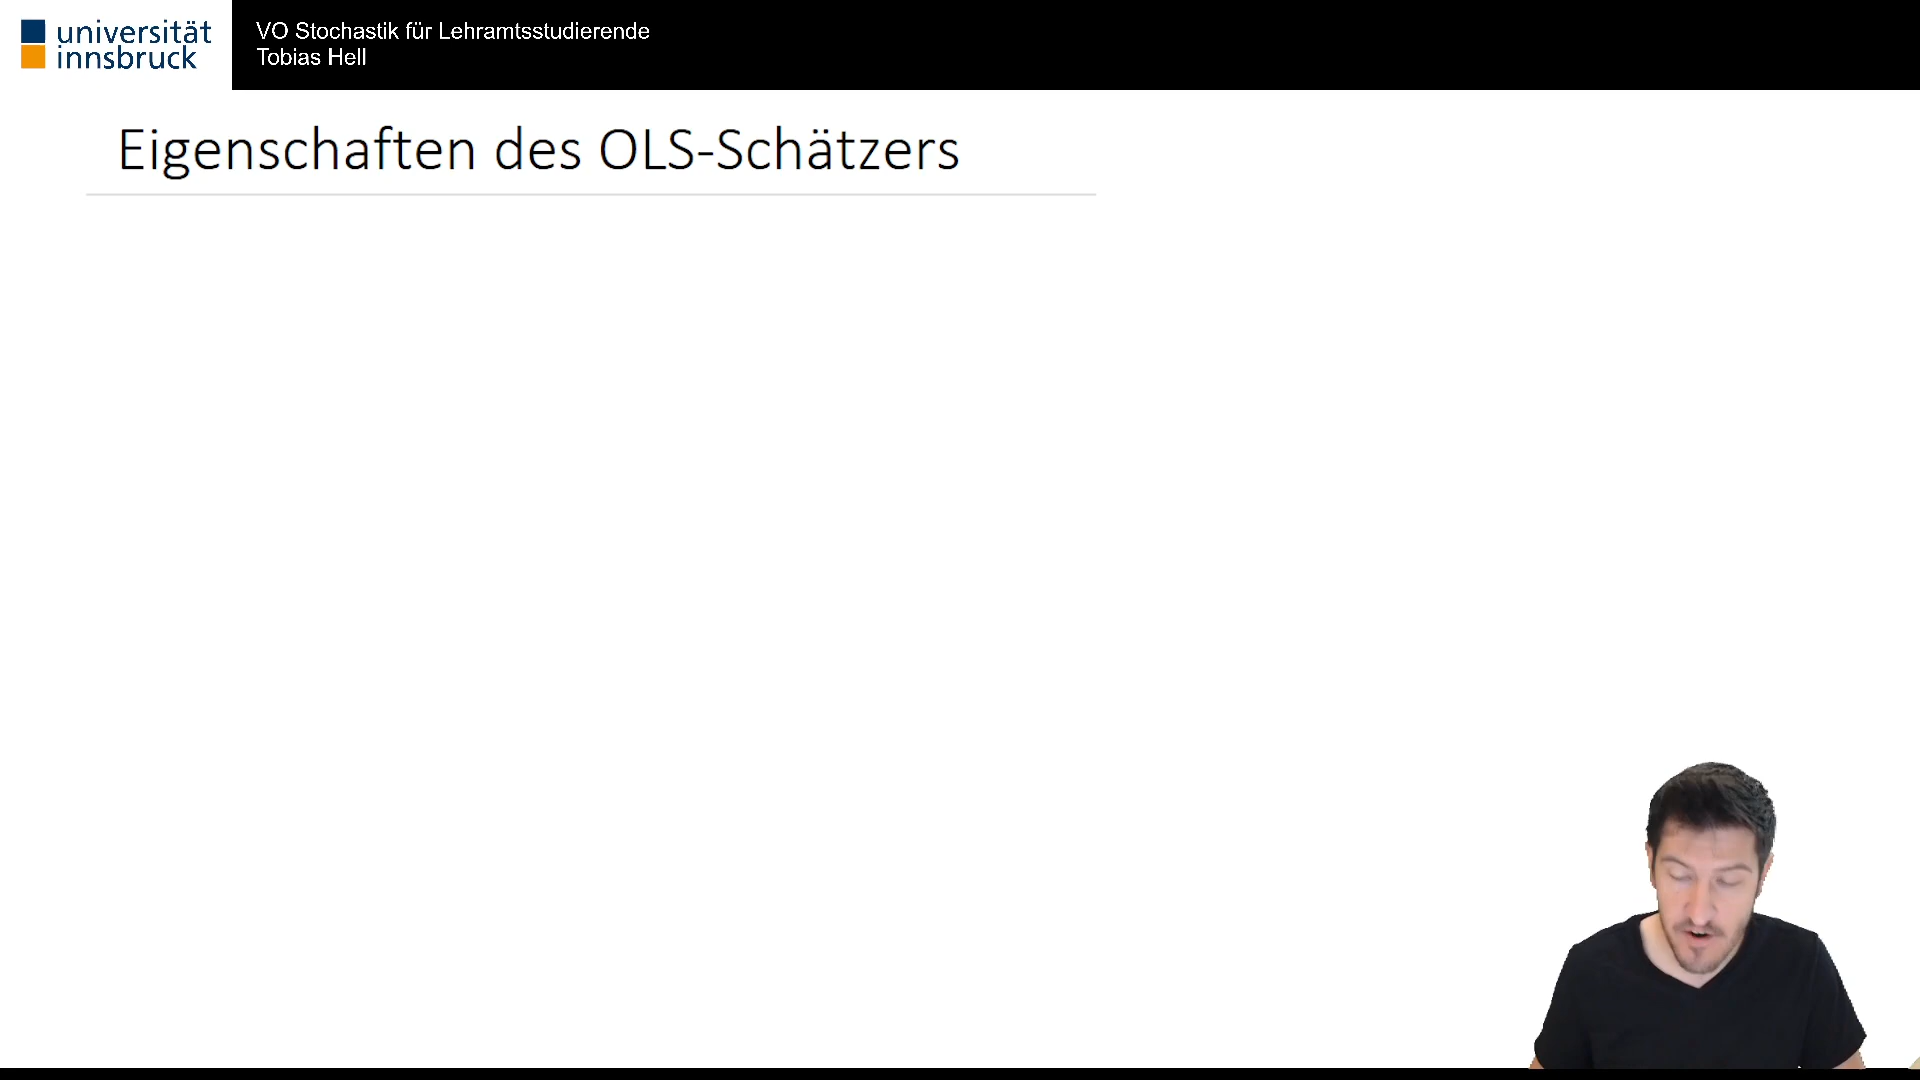 universität
innsbruck
VO Stochastik für Lehramtsstudierende
Tobias Hell
Eigenschaften des OLS-Schätzers